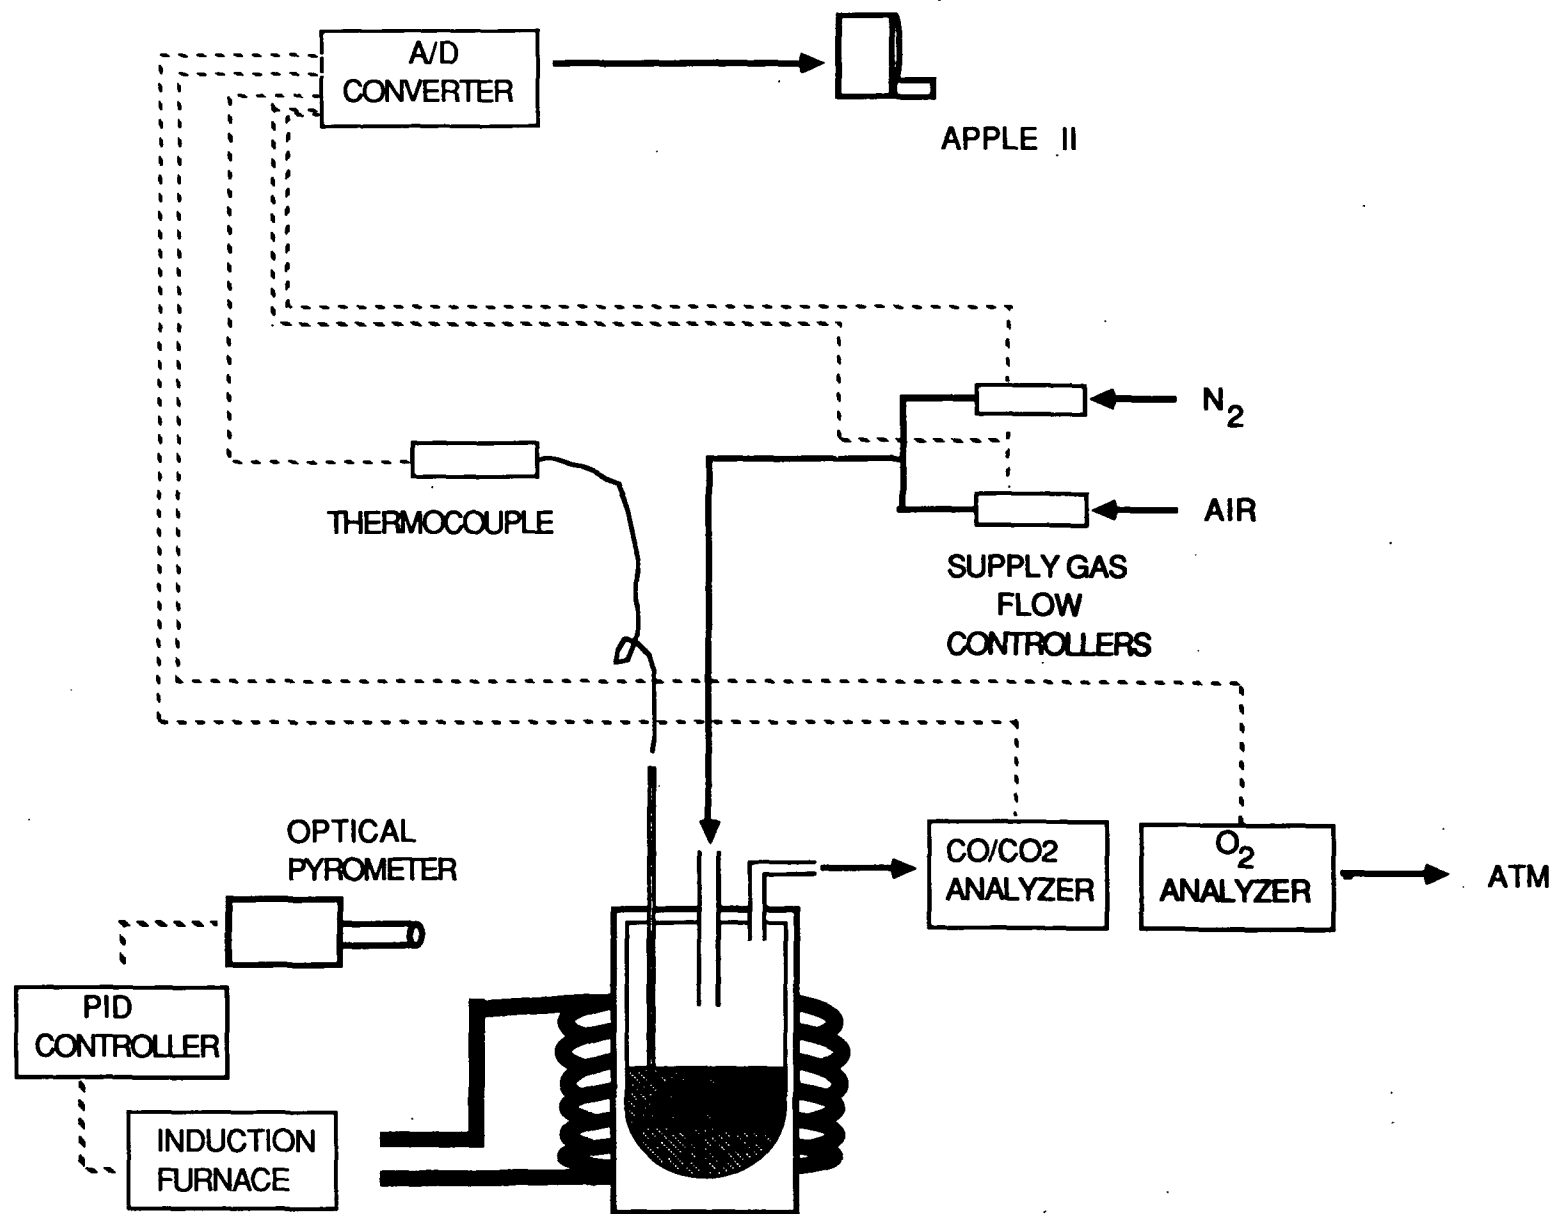 A/D
CONVERTER
APPLE II
N2
THERMOCOUPLE
AIR
SUPPLY GAS
FLOW
CONTROLLERS
OPTICAL
PYROMETER
CO/CO2
ANALYZER
O2
ANALYZER
ATM
PID
CONTROLLER
INDUCTION
FURNACE